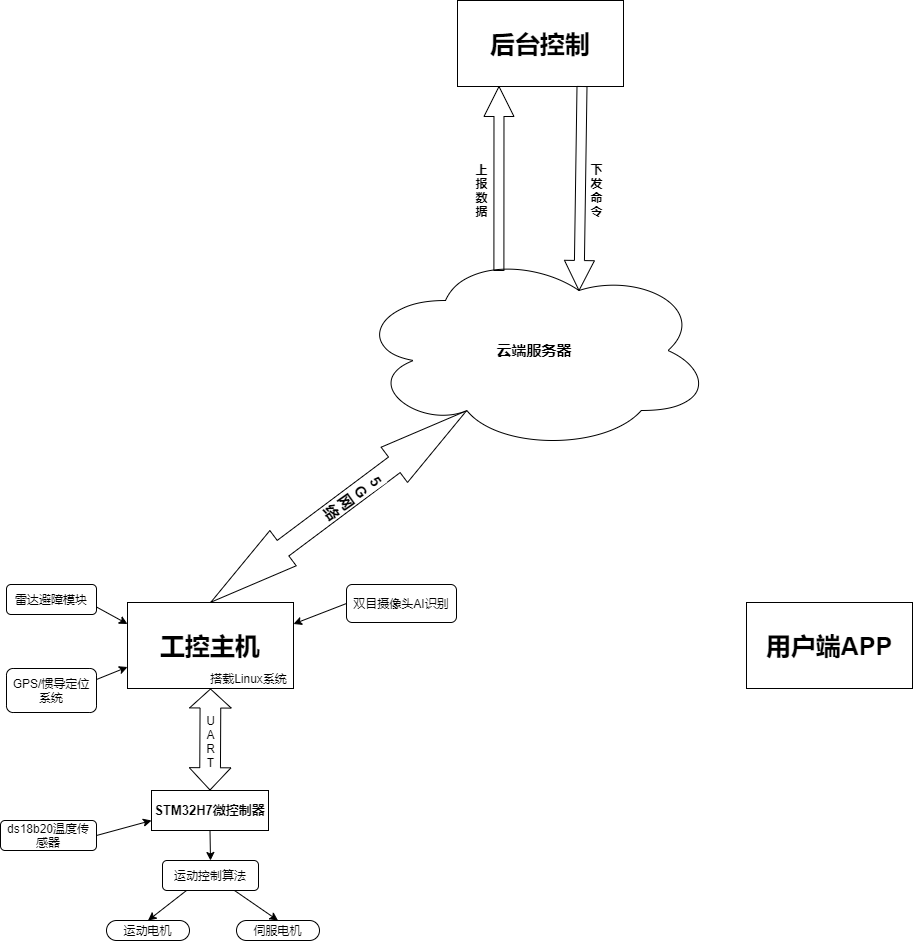 后台控制
上报数据
下发命令
云端服务器
5G网络
雷达避障模块
双目摄像头AI识别
工控主机
搭载Linux系统
GPS/惯导定位
系统
用户端APP
UART
STM32H7微控制器
ds18b20温度传
感器
运动控制算法
运动电机
伺服电机